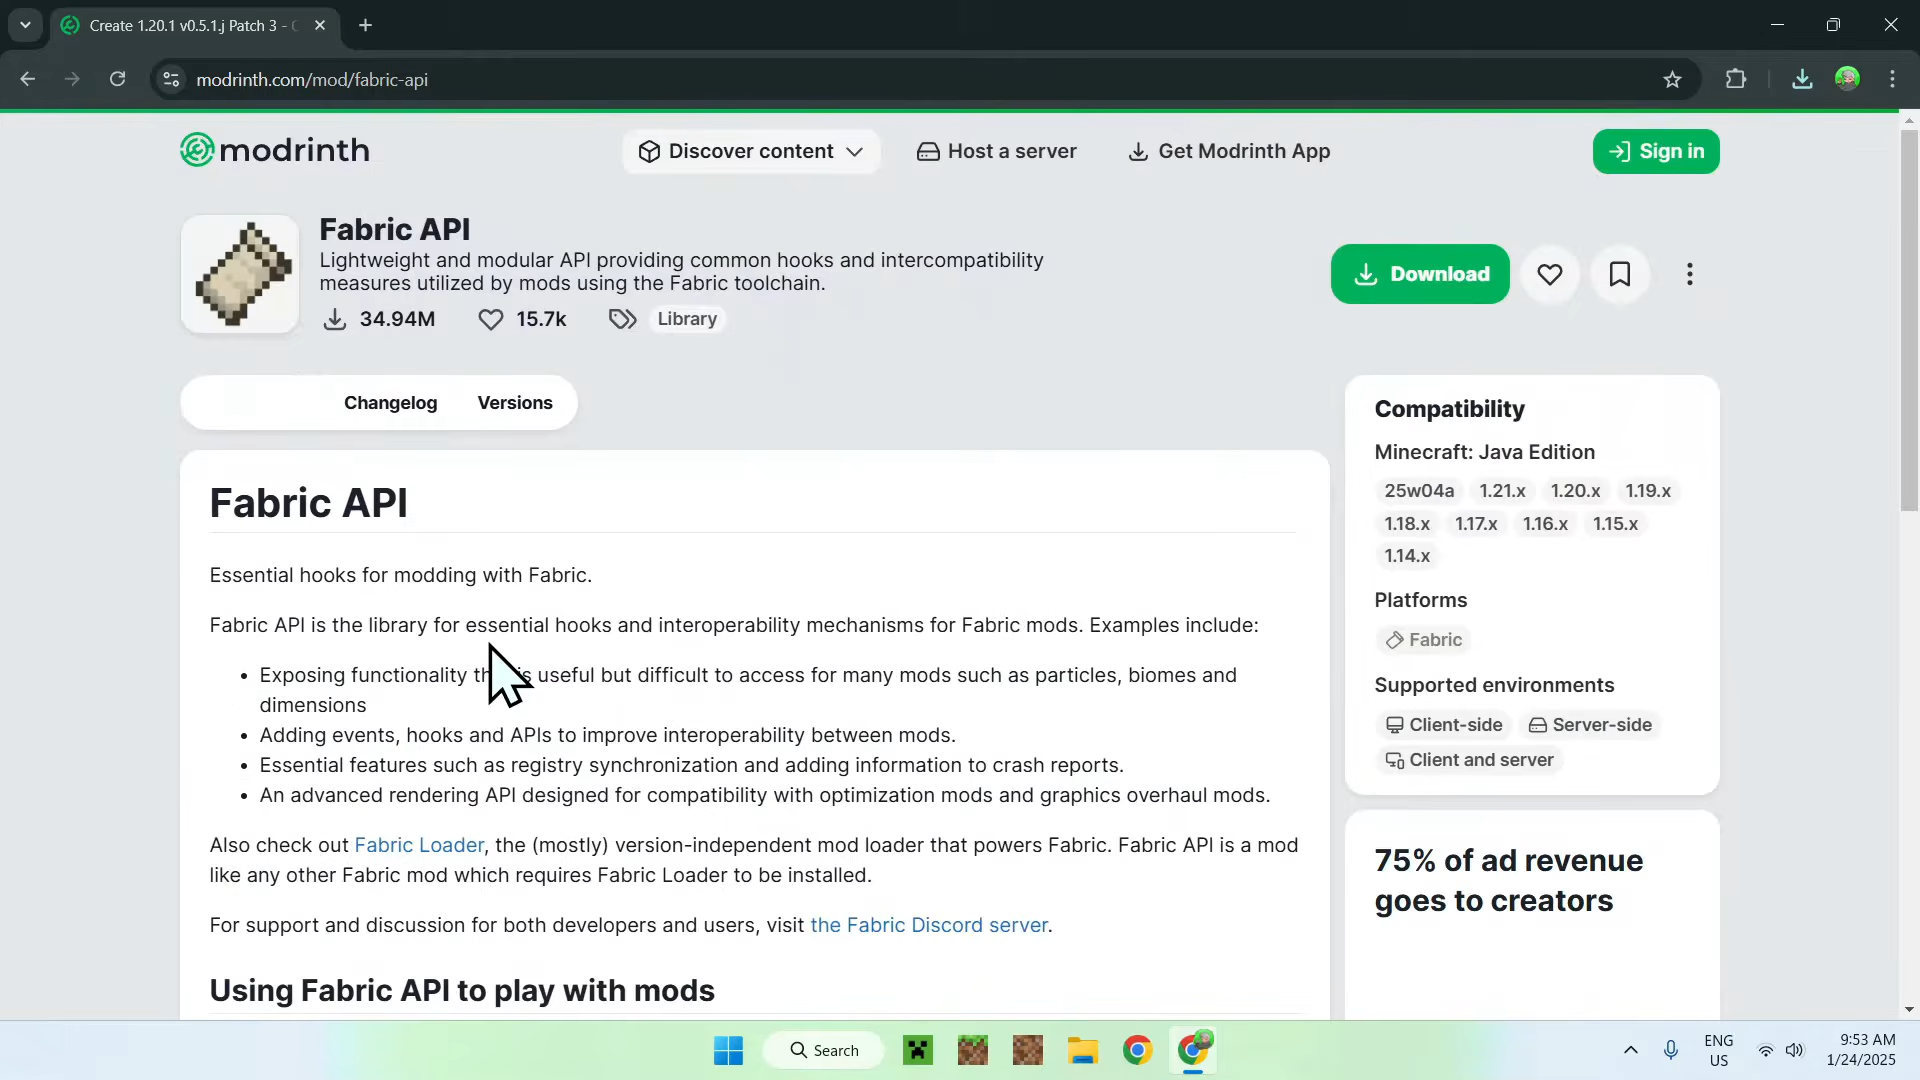 Create 1.20.1 v0.5.1.j Patch 3 -
modrinth.com/mod/fabric-api
modrinth
Discover content
Host a server
Get Modrinth App
Sign in
Fabric API
Lightweight and modular API providing common hooks and intercompatibility
measures utilized by mods using the Fabric toolchain.
34.94M
15.7k
Library
Download
Changelog
Versions
Fabric API
Essential hooks for modding with Fabric.
Fabric API is the library for essential hooks and interoperability mechanisms for Fabric mods. Examples include:
• Exposing functionality useful but difficult to access for many mods such as particles, biomes and
dimensions
• Adding events, hooks and APIs to improve interoperability between mods.
• Essential features such as registry synchronization and adding information to crash reports.
• An advanced rendering API designed for compatibility with optimization mods and graphics overhaul mods.
Also check out Fabric Loader, the (mostly) version-independent mod loader that powers Fabric. Fabric API is a mod
like any other Fabric mod which requires Fabric Loader to be installed.
For support and discussion for both developers and users, visit the Fabric Discord server.
Using Fabric API to play with mods
Compatibility
Minecraft: Java Edition
25w04a 1.21.x 1.20.x 1.19.x
1.18.x 1.17.x 1.16.x 1.15.x
1.14.x
Platforms
Fabric
Supported environments
Client-side Server-side
Client and server
75% of ad revenue
goes to creators
Search
ENG
US
9:53 AM
1/24/2025